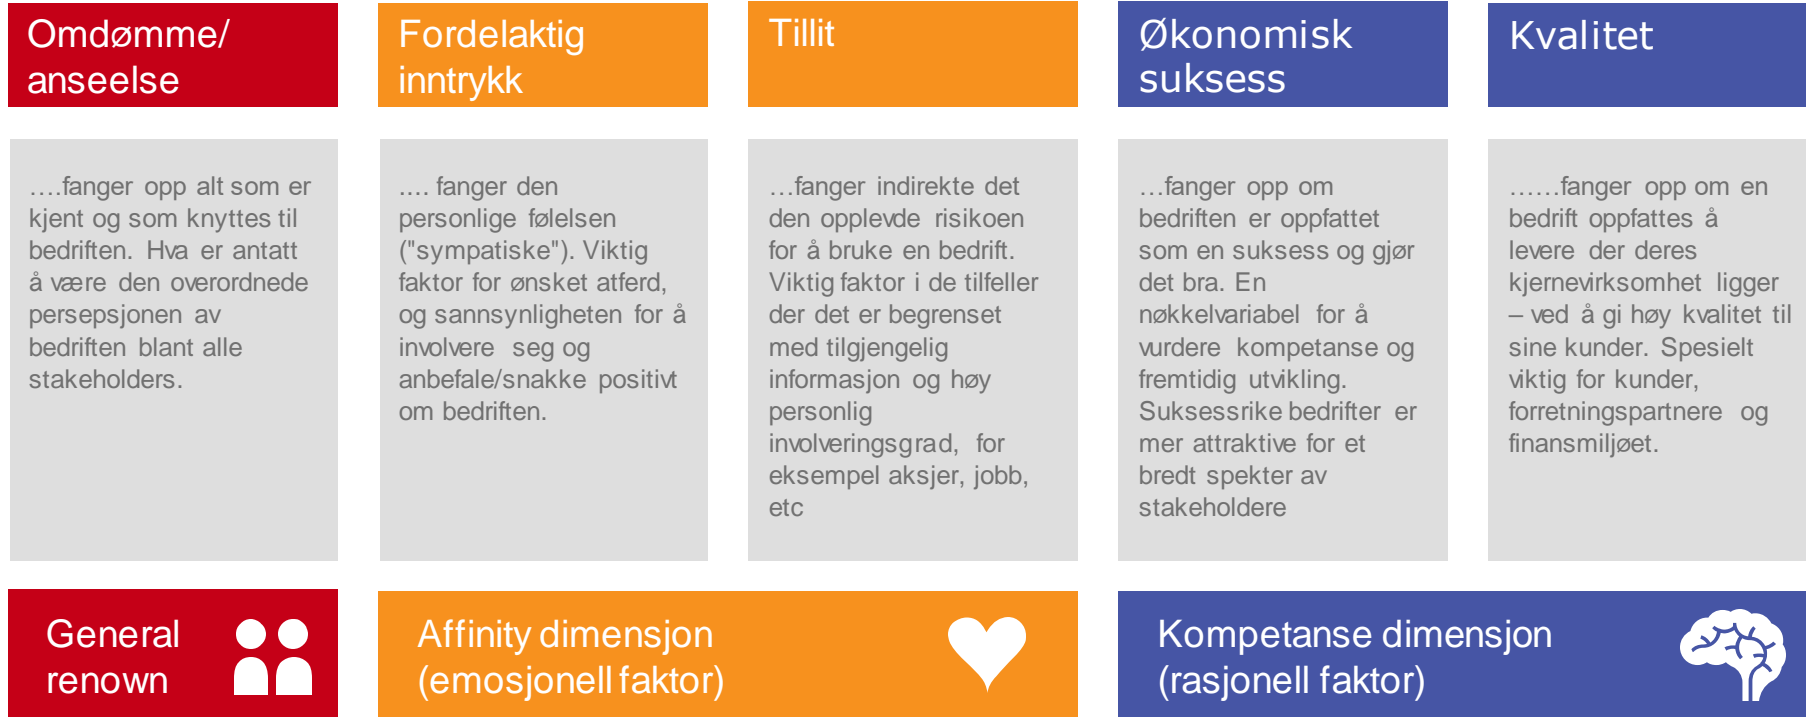 Omdømme/
anseelse
Fordelaktig
inntrykk
Tillit
Økonomisk
suksess
Kvalitet
….fanger opp alt som er
kjent og som knyttes til
bedriften. Hva er antatt
å være den overordnede
persepsjonen av
bedriften blant alle
stakeholders.
.... fanger den
personlige følelsen
("sympatiske"). Viktig
faktor for ønsket atferd,
og sannsynligheten for å
involvere seg og
anbefale/snakke positivt
om bedriften.
…fanger indirekte det
den opplevde risikoen
for å bruke en bedrift.
Viktig faktor i de tilfeller
der det er begrenset
med tilgjengelig
informasjon og høy
personlig
involveringsgrad, for
eksempel aksjer, jobb,
etc
…fanger opp om
bedriften er oppfattet
som en suksess og gjør
det bra. En
nøkkelvariabel for å
vurdere kompetanse og
fremtidig utvikling.
Suksessrike bedrifter er
mer attraktive for et
bredt spekter av
stakeholdere
……fanger opp om en
bedrift oppfattes å
levere der deres
kjernevirksomhet ligger
– ved å gi høy kvalitet til
sine kunder. Spesielt
viktig for kunder,
forretningspartnere og
finansmiljøet.
General
renown
Affinity dimensjon
(emosjonell faktor)
Kompetanse dimensjon
(rasjonell faktor)